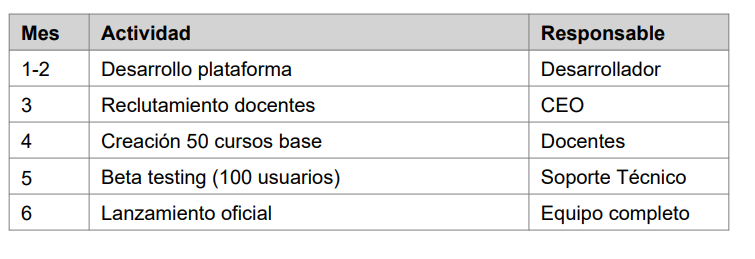 Mes Actividad Responsable
1-2 Desarrollo plataforma Desarrollador
3 Reclutamiento docentes CEO
4 Creación 50 cursos base Docentes
5 Beta testing (100 usuarios) Soporte Técnico
6 Lanzamiento oficial Equipo completo